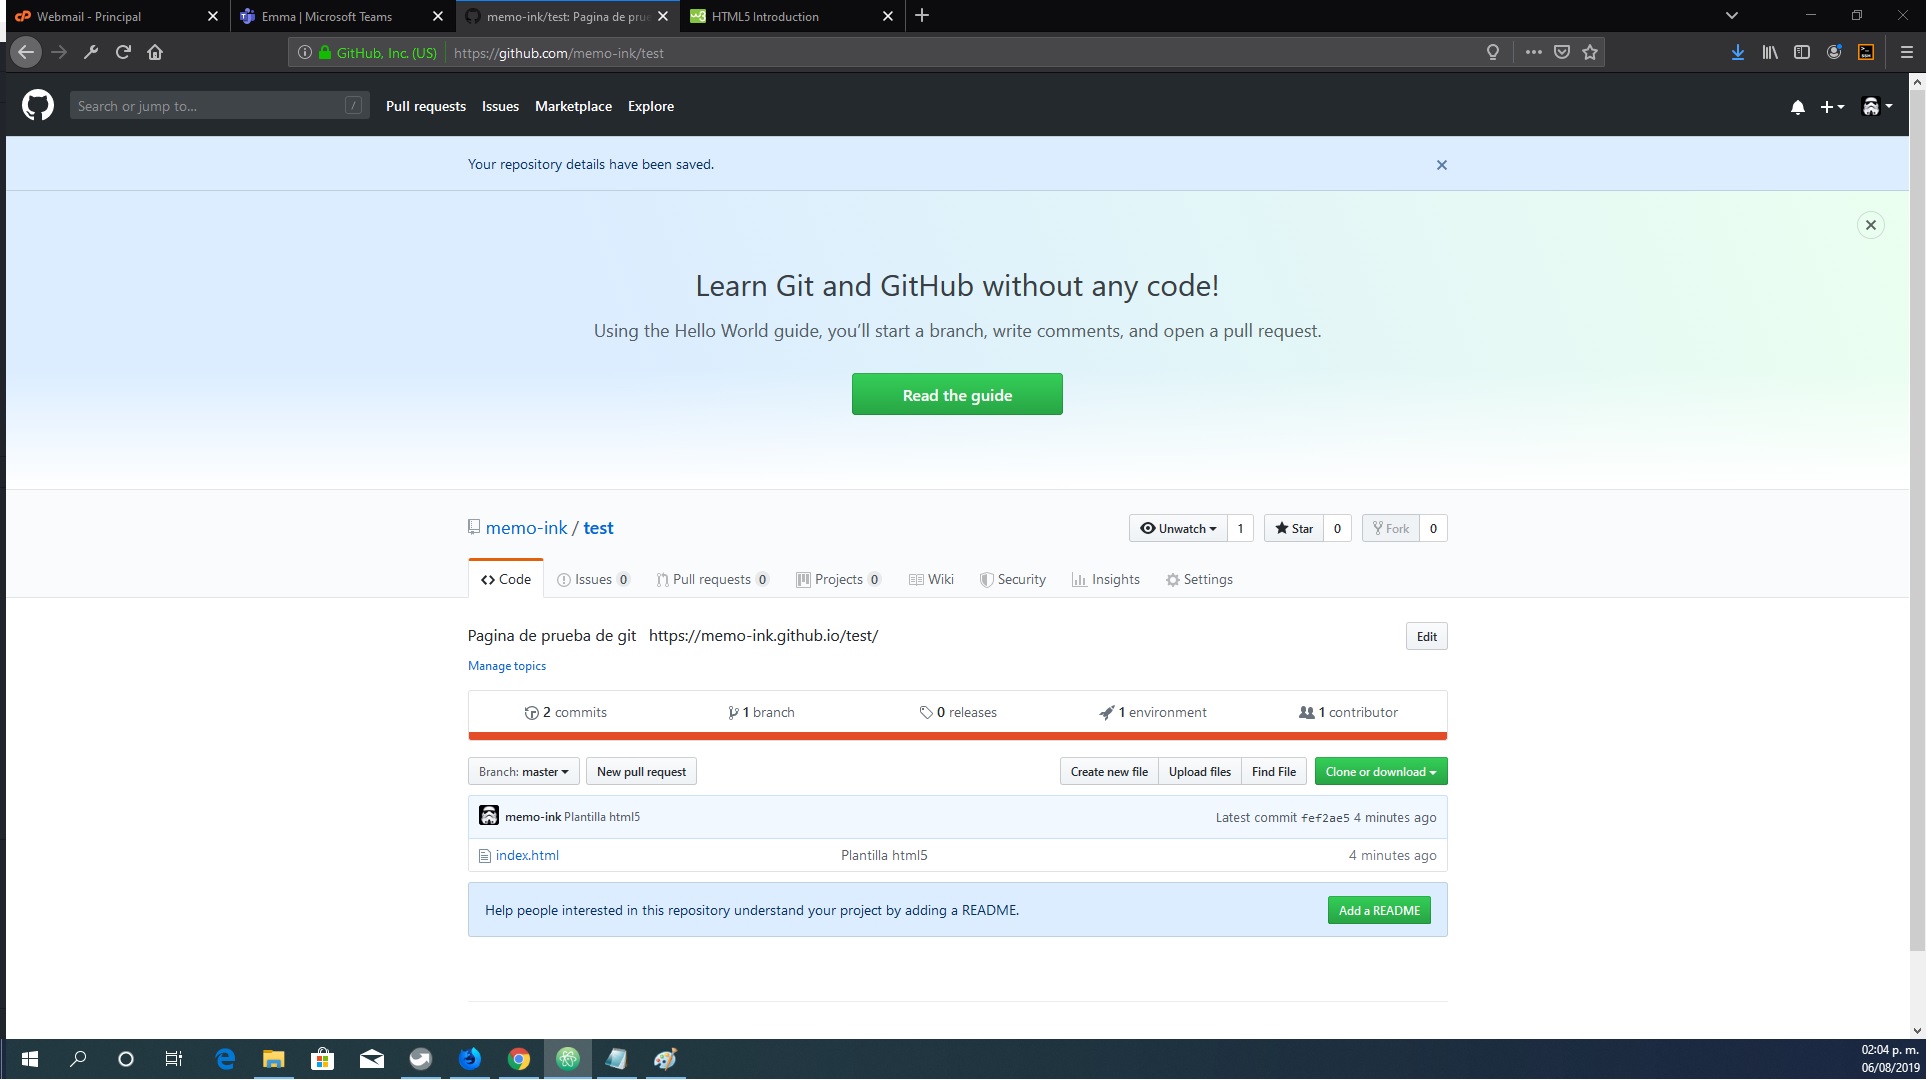 Webmail - Principal
Emma | Microsoft Teams
memo-ink/test: Pagina de prue
HTML5 Introduction
GitHub, Inc. (US)
https://github.com/memo-ink/test
Search or jump to...
/
Pull requests
Issues
Marketplace
Explore
Your repository details have been saved.
Learn Git and GitHub without any code!
Using the Hello World guide, you’ll start a branch, write comments, and open a pull request.
Read the guide
memo-ink / test
Unwatch 1
Star 0
Fork 0
Code
Issues 0
Pull requests 0
Projects 0
Wiki
Security
Insights
Settings
Pagina de prueba de git https://memo-ink.github.io/test/
Edit
Manage topics
2 commits
1 branch
0 releases
1 environment
1 contributor
Branch: master
New pull request
Create new file
Upload files
Find File
Clone or download
memo-ink Plantilla html5
Latest commit fef2ae5 4 minutes ago
index.html
Plantilla html5
4 minutes ago
Help people interested in this repository understand your project by adding a README.
Add a README
02:04 p. m.
06/08/2019